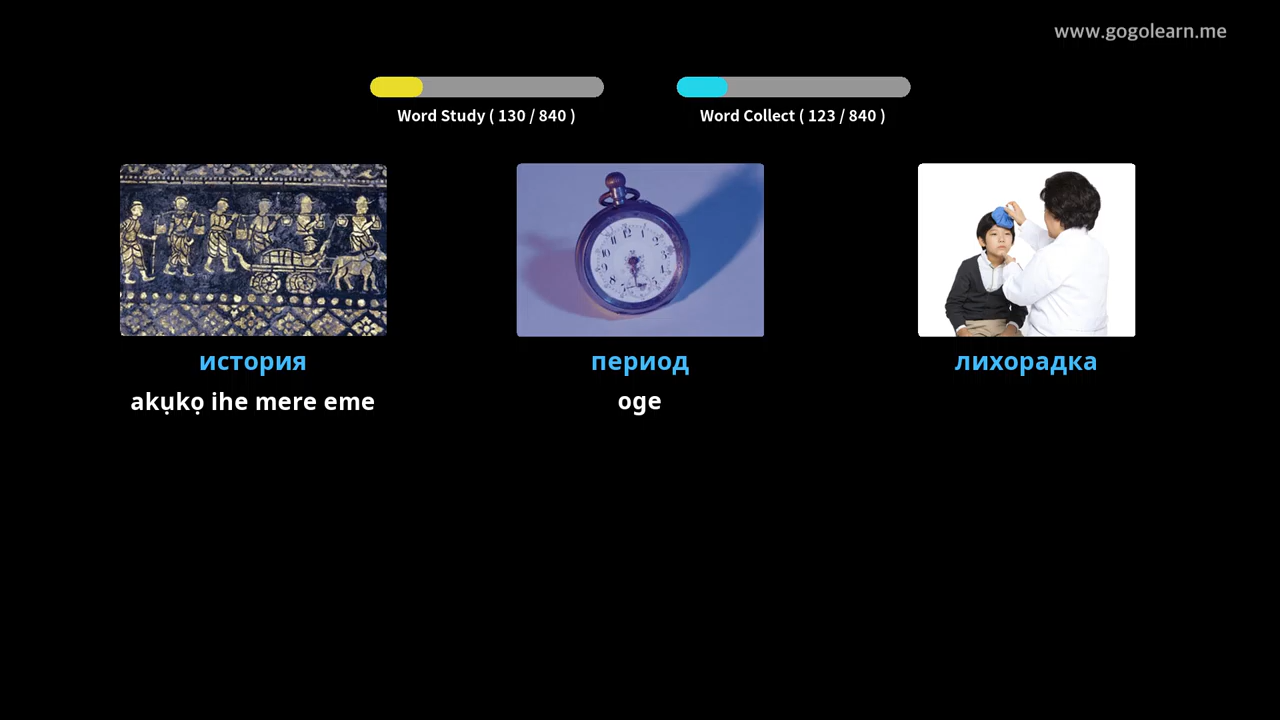 www.gogolearn.me
Word Study ( 130 / 840 )
Word Collect ( 123 / 840 )
история
период
лихорадка
akụkọ ihe mere eme
oge